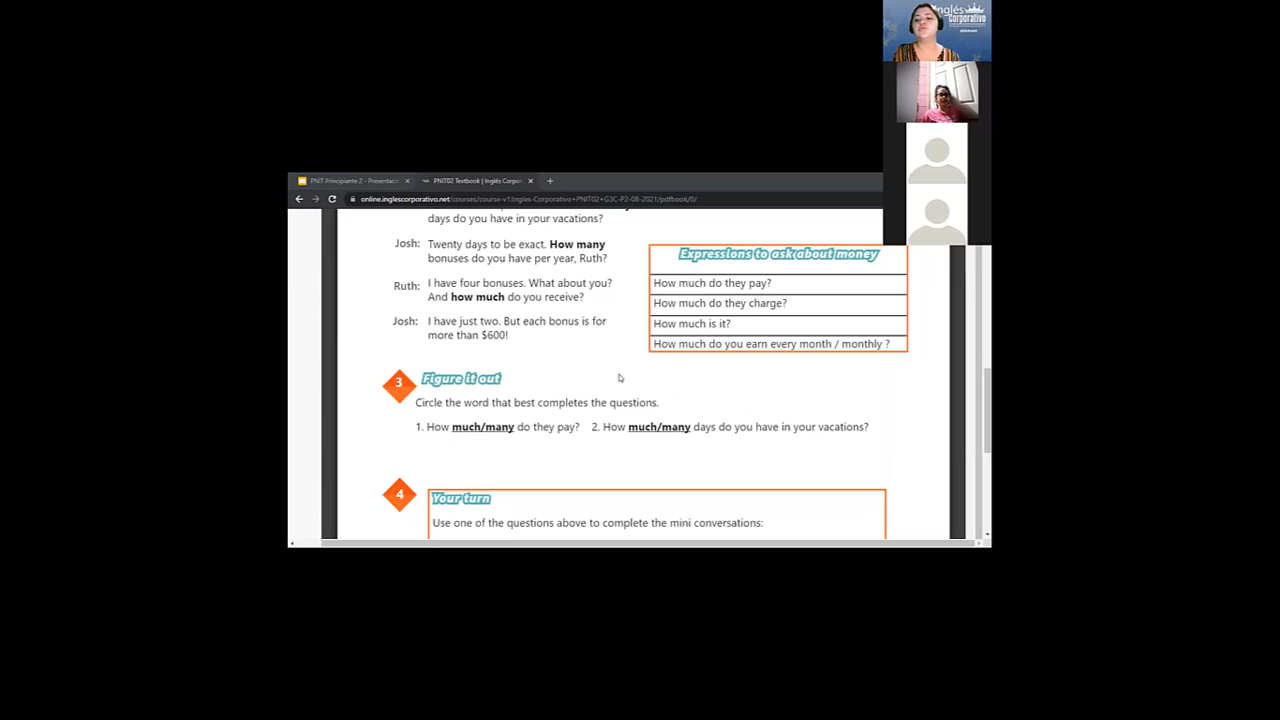 Inglés
Corporativo
PNIT Principiante 2 - Presentaci
PNIT02 Textbook | Inglés Corpor
online.inglescorporativo.net/courses/course-v1:Ingles-Corporativo+PNIT02+G3C-P2-08-2021/pdfbook/0/
days do you have in your vacations?
Josh: Twenty days to be exact. How many
bonuses do you have per year, Ruth?
Ruth: I have four bonuses. What about you?
And how much do you receive?
Josh: I have just two. But each bonus is for
more than $600!
Expressions to ask about money
How much do they pay?
How much do they charge?
How much is it?
How much do you earn every month / monthly ?
3 Figure it out
Circle the word that best completes the questions.
1. How much/many do they pay? 2. How much/many days do you have in your vacations?
4 Your turn
Use one of the questions above to complete the mini conversations: